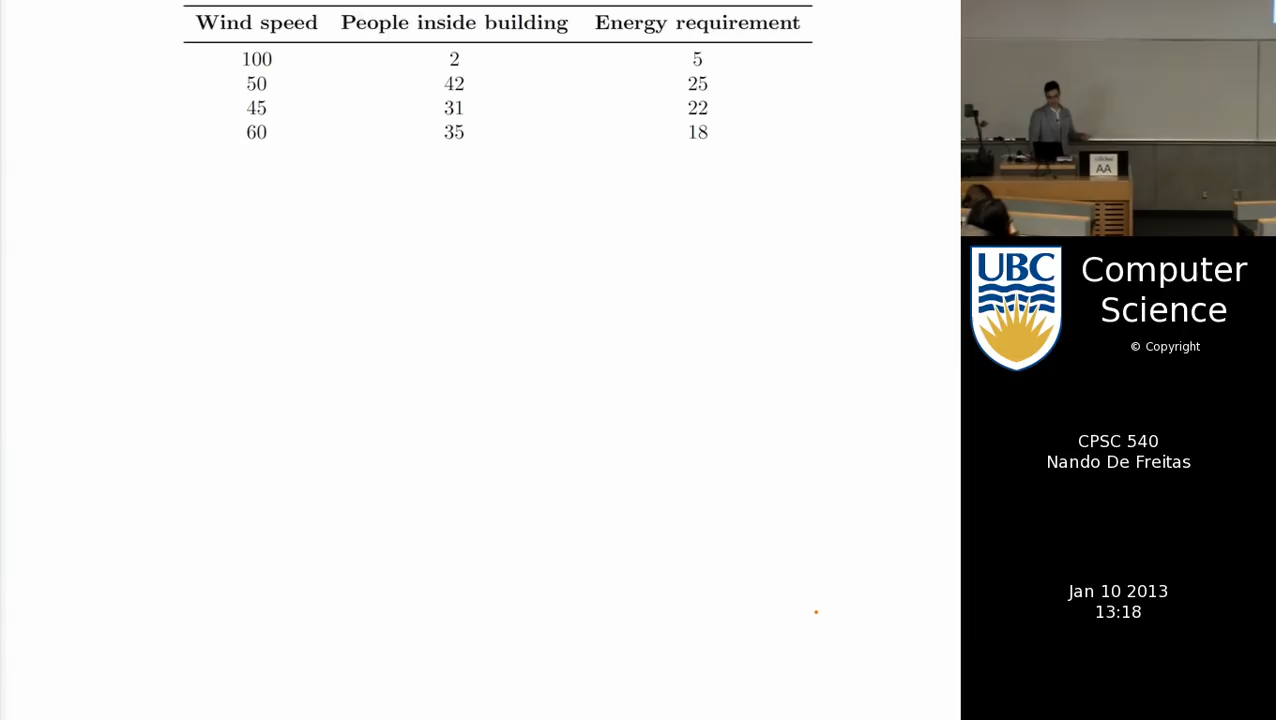 Wind speed People inside building Energy requirement
100 2 5
50 42 25
45 31 22
60 35 18
AA
UBC
Computer
Science
© Copyright
CPSC 540
Nando De Freitas
Jan 10 2013
13:18